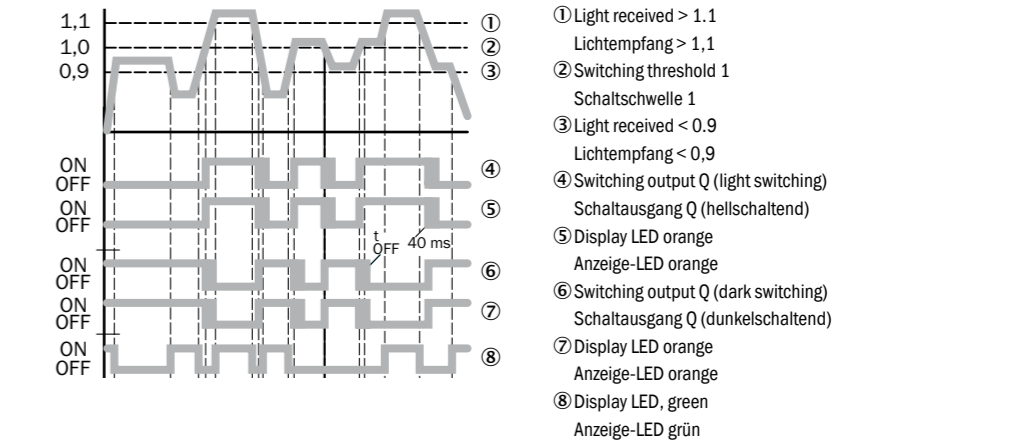 1,1 ①
1,0 ②
0,9 ③
ON
OFF ④
ON
OFF ⑤
t
OFF 40 ms
ON
OFF ⑥
ON
OFF ⑦
ON
OFF ⑧
① Light received > 1.1
Lichtempfang > 1,1
② Switching threshold 1
Schaltschwelle 1
③ Light received < 0.9
Lichtempfang < 0,9
④ Switching output Q (light switching)
Schaltausgang Q (hellschaltend)
⑤ Display LED orange
Anzeige-LED orange
⑥ Switching output Q (dark switching)
Schaltausgang Q (dunkelschaltend)
⑦ Display LED orange
Anzeige-LED orange
⑧ Display LED, green
Anzeige-LED grün